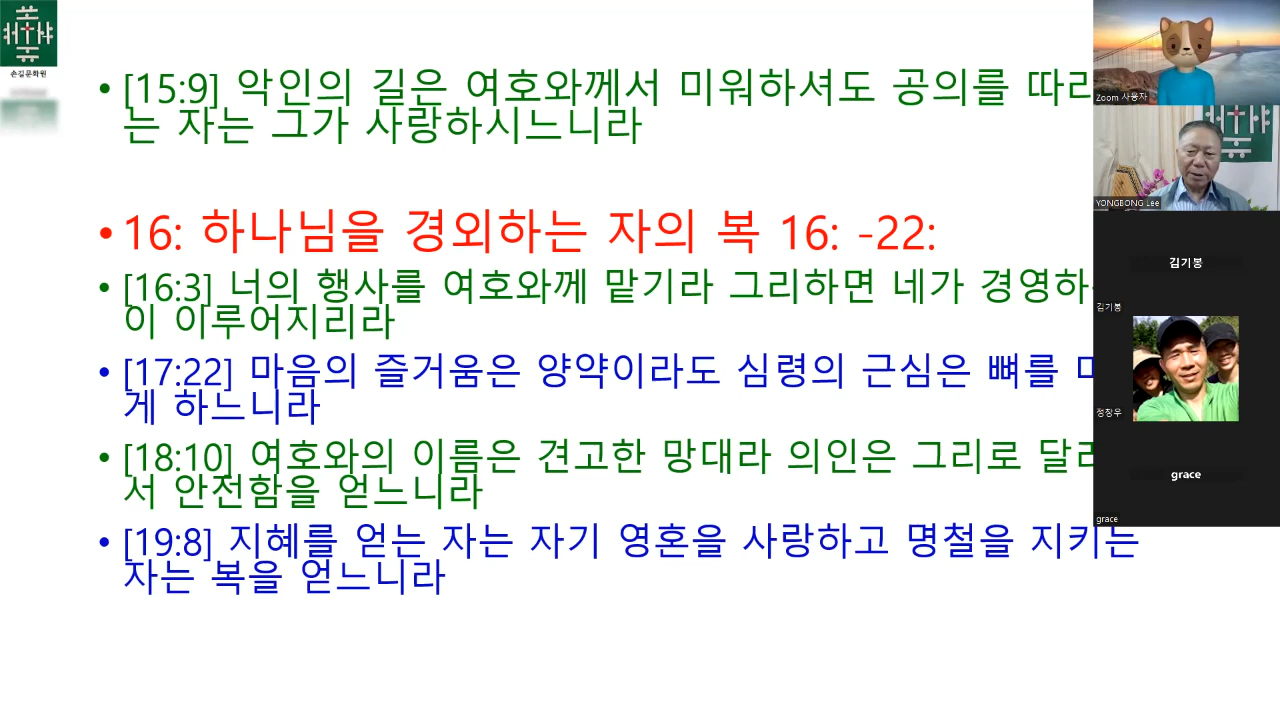 손길문화원
• [15:9] 악인의 길은 여호와께서 미워하셔도 공의를
는 자는 그가 사랑하시느니라
• 16: 하나님을 경외하는 자의 복 16: -22:
• [16:3] 너의 행사를 여호와께 맡기라 그리하면 네가
이 이루어지리라
• [17:22] 마음의 즐거움은 양약이라도 심령의 근심은 뼈를
게 하느니라
• [18:10] 여호와의 이름은 견고한 망대라 의인은 그리로
서 안전함을 얻느니라
• [19:8] 지혜를 얻는 자는 자기 영혼을 사랑하고 명철을 지키는
자는 복을 얻느니라
Zoom 사용자
YONGBONG Lee
김기봉
김기봉
정창우
grace
grace